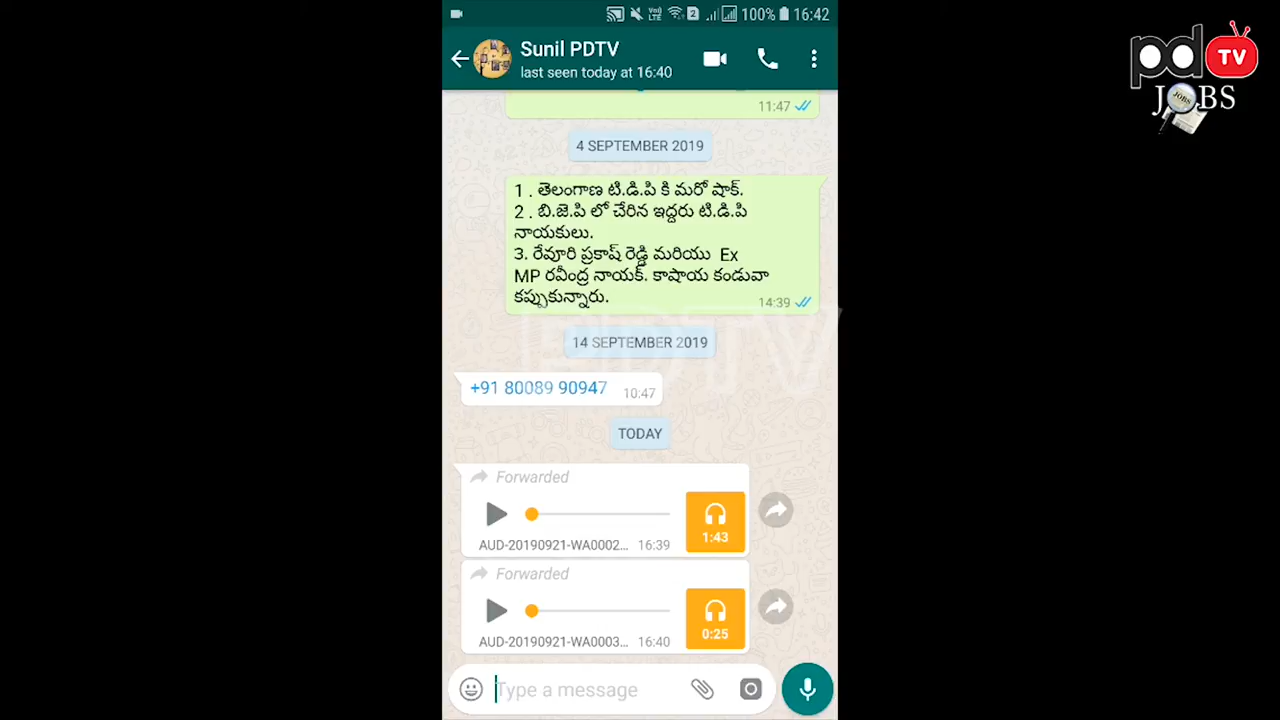 100% 16:42
Sunil PDTV
last seen today at 16:40
pd TV
JOBS
11:47
4 SEPTEMBER 2019
1 . తెలంగాణ టి.డి.పి కి మరో షాక్.
2 . బి.జె.పి లో చేరిన ఇద్దరు టి.డి.పి
నాయకులు.
3. రేవూరి ప్రకాష్ రెడ్డి మరియు Ex
MP రవీంద్ర నాయక్. కాషాయ కండువా
కప్పుకున్నారు.
14:39
PDTV
14 SEPTEMBER 2019
+91 80089 90947 10:47
TODAY
Forwarded
1:43
AUD-20190921-WA0002... 16:39
Forwarded
0:25
AUD-20190921-WA0003... 16:40
Type a message